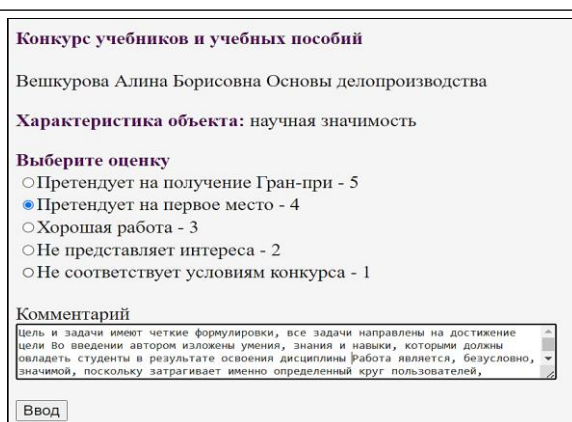 Конкурс учебников и учебных пособий
Вешкурова Алина Борисовна Основы делопроизводства
Характеристика объекта: научная значимость
Выберите оценку
Претендует на получение Гран-при - 5
Претендует на первое место - 4
Хорошая работа - 3
Не представляет интереса - 2
Не соответствует условиям конкурса - 1
Комментарий
Цель и задачи имеют четкие формулировки, все задачи направлены на достижение
цели Во введении автором изложены умения, знания и навыки, которыми должны
овладеть студенты в результате освоения дисциплины Работа является, безусловно,
значимой, поскольку затрагивает именно определенный круг пользователей,
Ввод